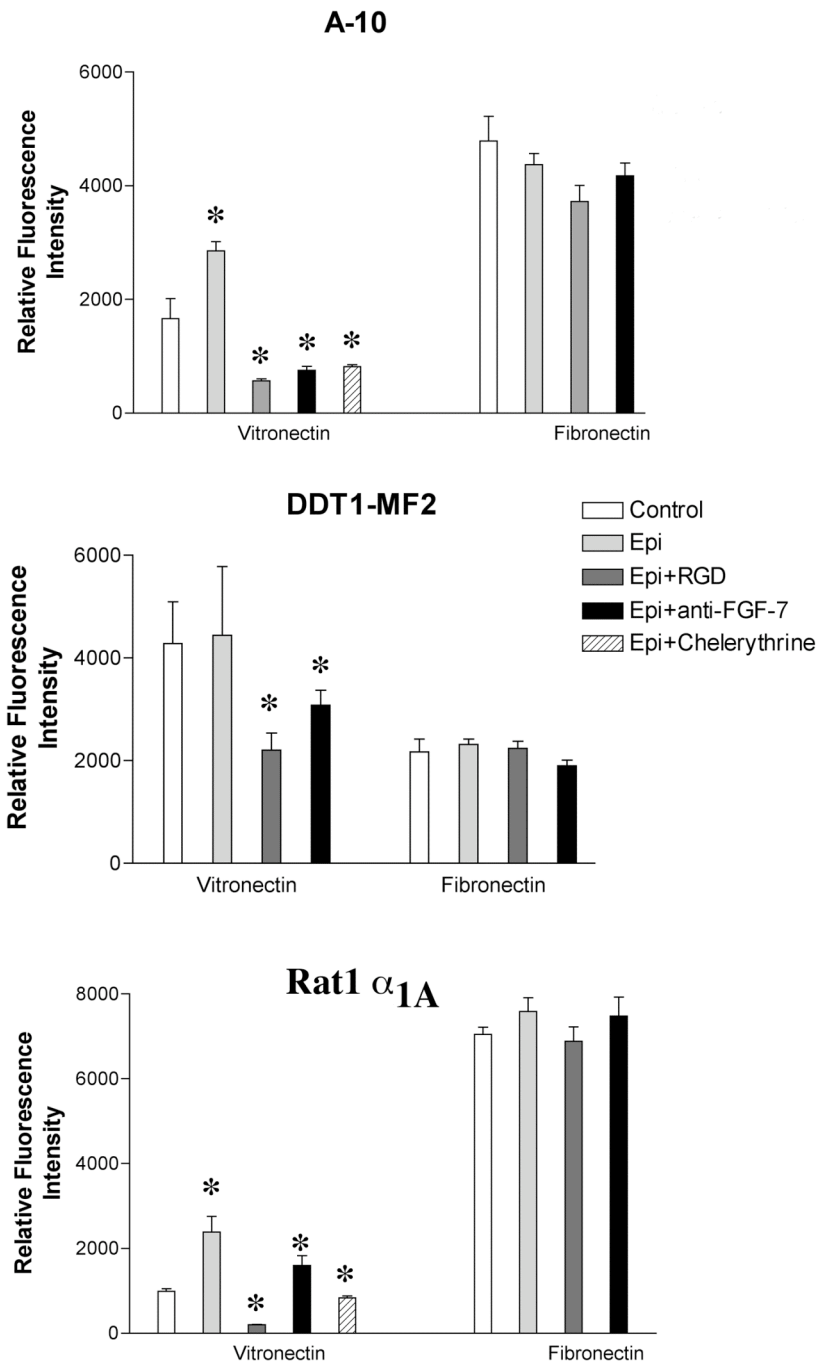 A-10
Relative Fluorescence
Intensity
6000
4000
2000
0
*
*
*
*
Vitronectin
Fibronectin
DDT1-MF2
Control
Epi
Epi+RGD
Epi+anti-FGF-7
Epi+Chelerythrine
Relative Fluorescence
Intensity
6000
4000
2000
0
*
*
Vitronectin
Fibronectin
Rat1 α1A
Relative Fluorescence
Intensity
8000
6000
4000
2000
0
*
*
*
*
Vitronectin
Fibronectin